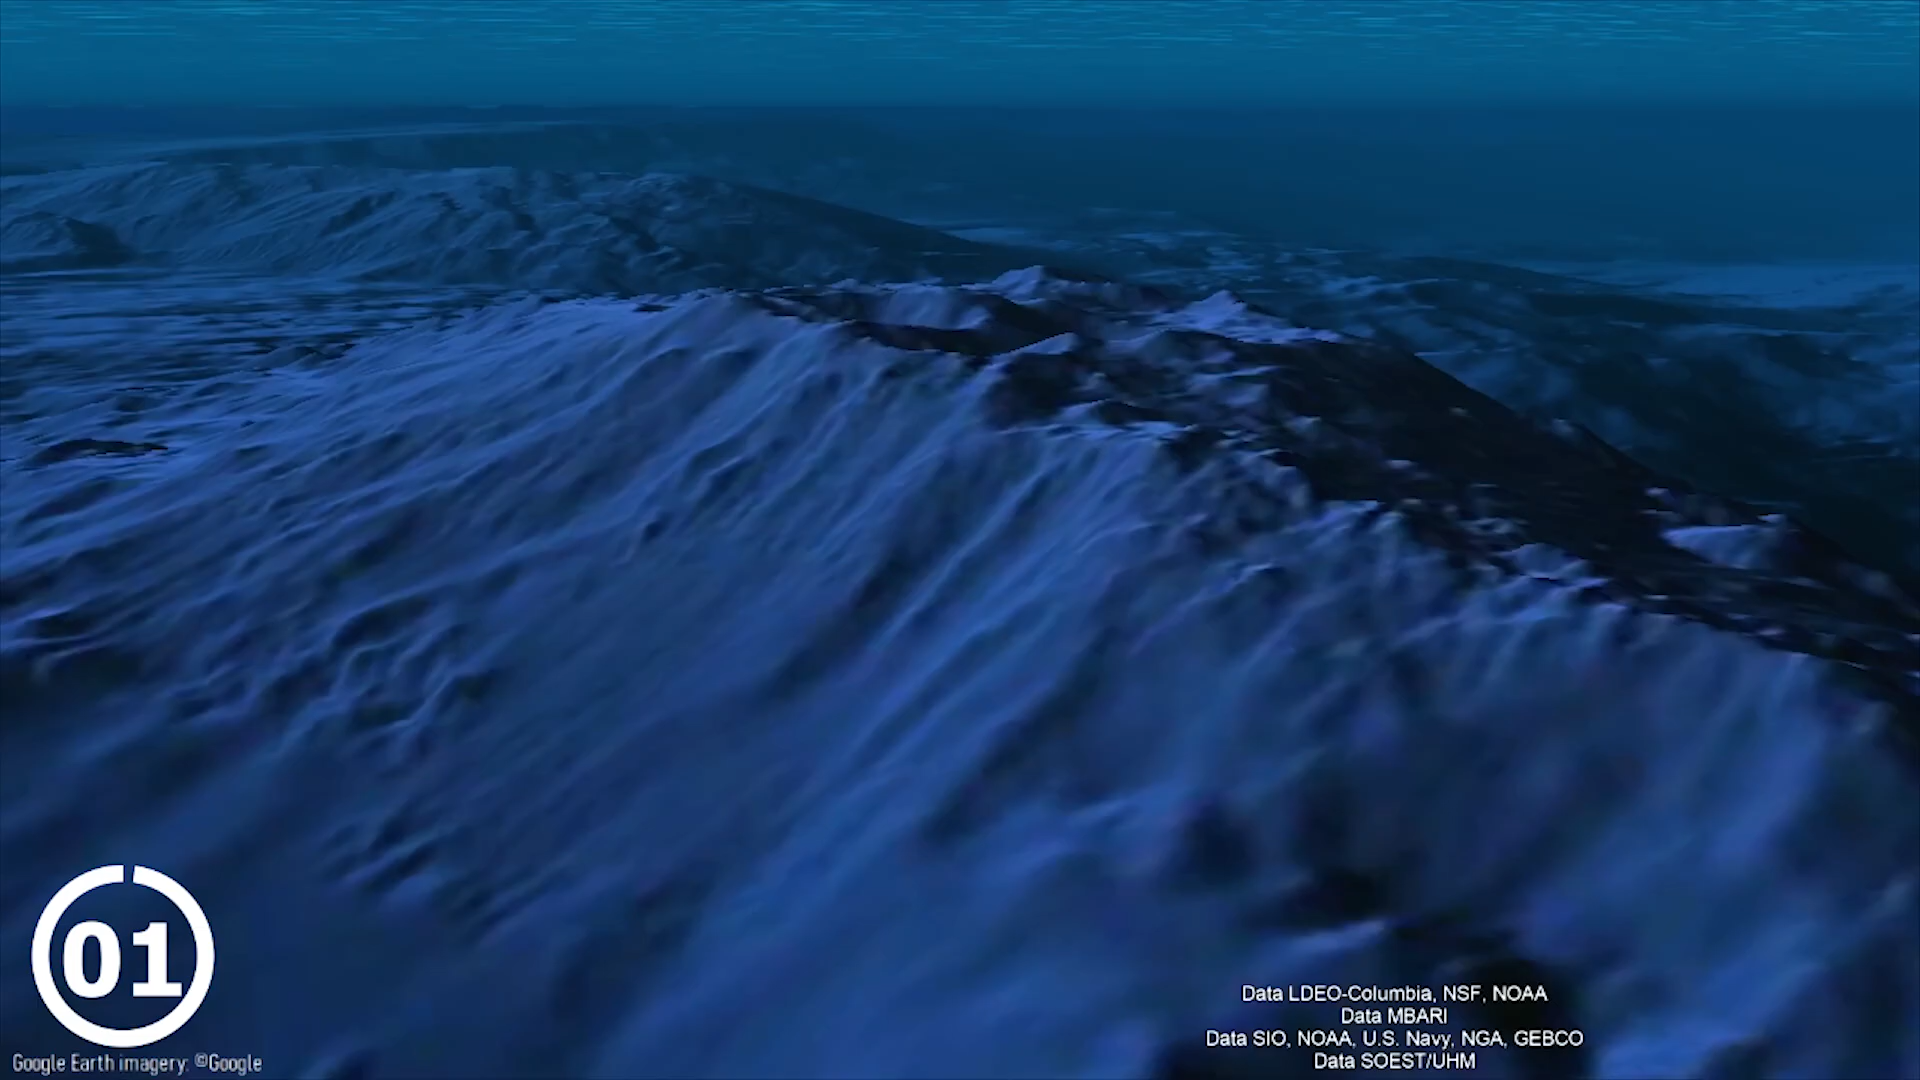 01
Google Earth imagery: ©Google
Data LDEO-Columbia, NSF, NOAA
Data MBARI
Data SIO, NOAA, U.S. Navy, NGA, GEBCO
Data SOEST/UHM